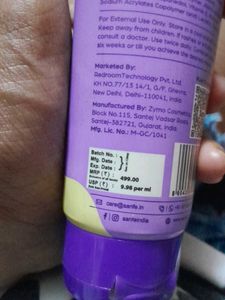 Sodium Acrylates Copolymer
For External Use Only. Store in a c
Keep away from children. If
consult a doctor. Use twice daily
six weeks or till you achieve the
Marketed By:
RedroomTechnology Pvt. Ltd.
KH.NO.77/13 14/1, G/F, Ghevra,
New Delhi, Delhi-110041, India
Manufactured By: Zymo Cosmetics
Block No.115, Santej Vadsar Road,
Santej-382721, Gujarat, India
Mfg. Lic. No.: M-GC/1041
Batch No.
Mfg. Date
Exp. Date
MRP (₹) : 499.00
USP (₹) : 9.98 per ml
care@sanfe.in
sanfeindia